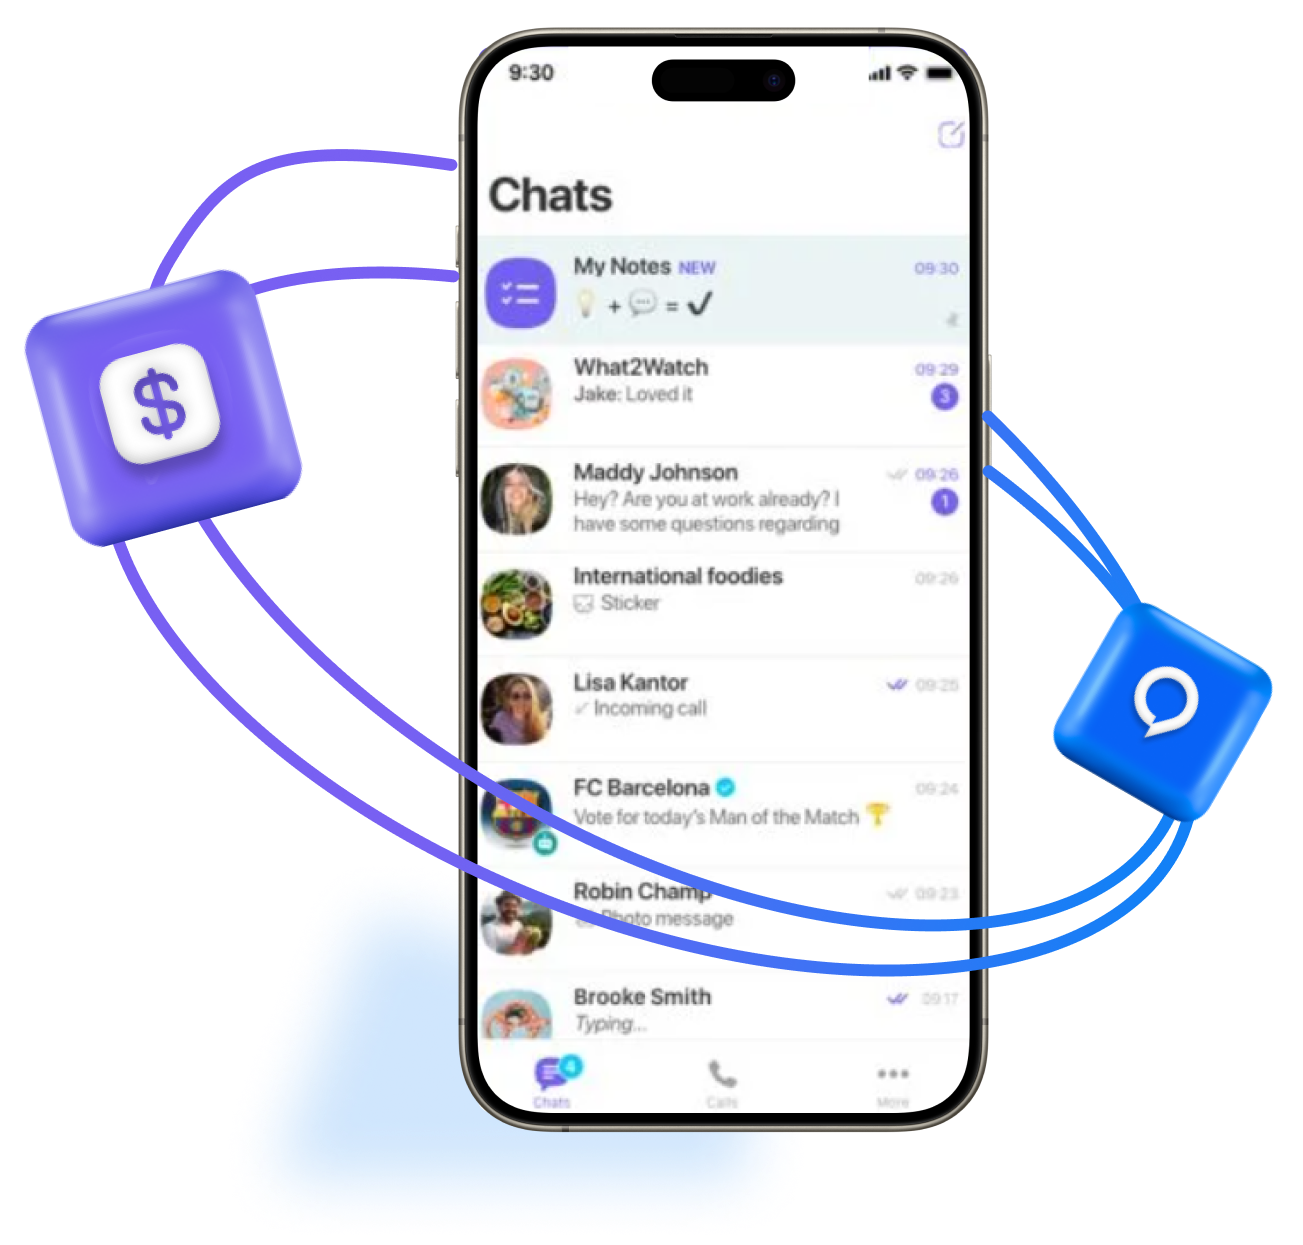 9:30
Chats
My Notes NEW 09:30
+ =
What2Watch 09:29
Jake: Loved it 3
Maddy Johnson 09:26
Hey? Are you at work already? I 1
have some questions regarding
International foodies 09:26
Sticker
Lisa Kantor 09:25
Incoming call
FC Barcelona 09:24
Vote for today's Man of the Match
Robin Champ 09:23
Photo message
Brooke Smith 09:17
Typing...
4
Chats Calls More
$